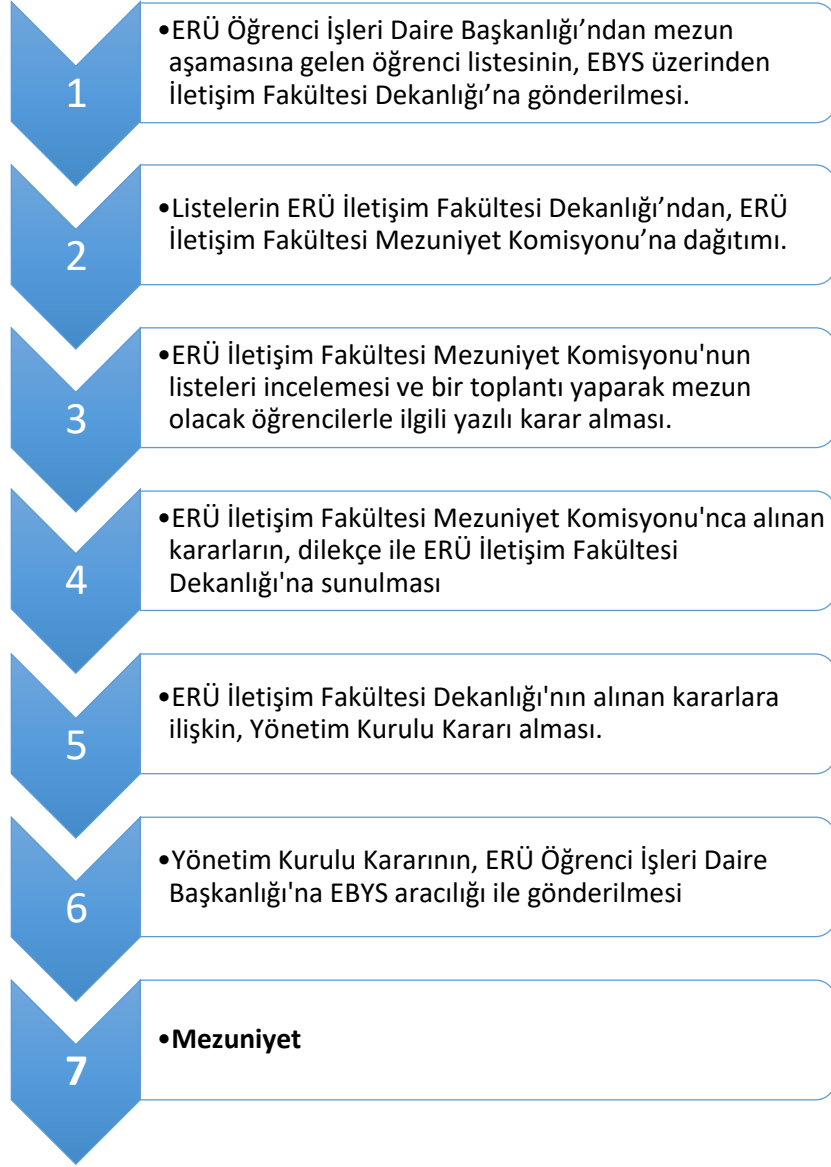 1
•ERÜ Öğrenci İşleri Daire Başkanlığı’ndan mezun
aşamasına gelen öğrenci listesinin, EBYS üzerinden
İletişim Fakültesi Dekanlığı’na gönderilmesi.
2
•Listelerin ERÜ İletişim Fakültesi Dekanlığı’ndan, ERÜ
İletişim Fakültesi Mezuniyet Komisyonu’na dağıtımı.
3
•ERÜ İletişim Fakültesi Mezuniyet Komisyonu'nun
listeleri incelemesi ve bir toplantı yaparak mezun
olacak öğrencilerle ilgili yazılı karar alması.
4
•ERÜ İletişim Fakültesi Mezuniyet Komisyonu'nca alınan
kararların, dilekçe ile ERÜ İletişim Fakültesi
Dekanlığı'na sunulması
5
•ERÜ İletişim Fakültesi Dekanlığı'nın alınan kararlara
ilişkin, Yönetim Kurulu Kararı alması.
6
•Yönetim Kurulu Kararının, ERÜ Öğrenci İşleri Daire
Başkanlığı'na EBYS aracılığı ile gönderilmesi
7
•Mezuniyet